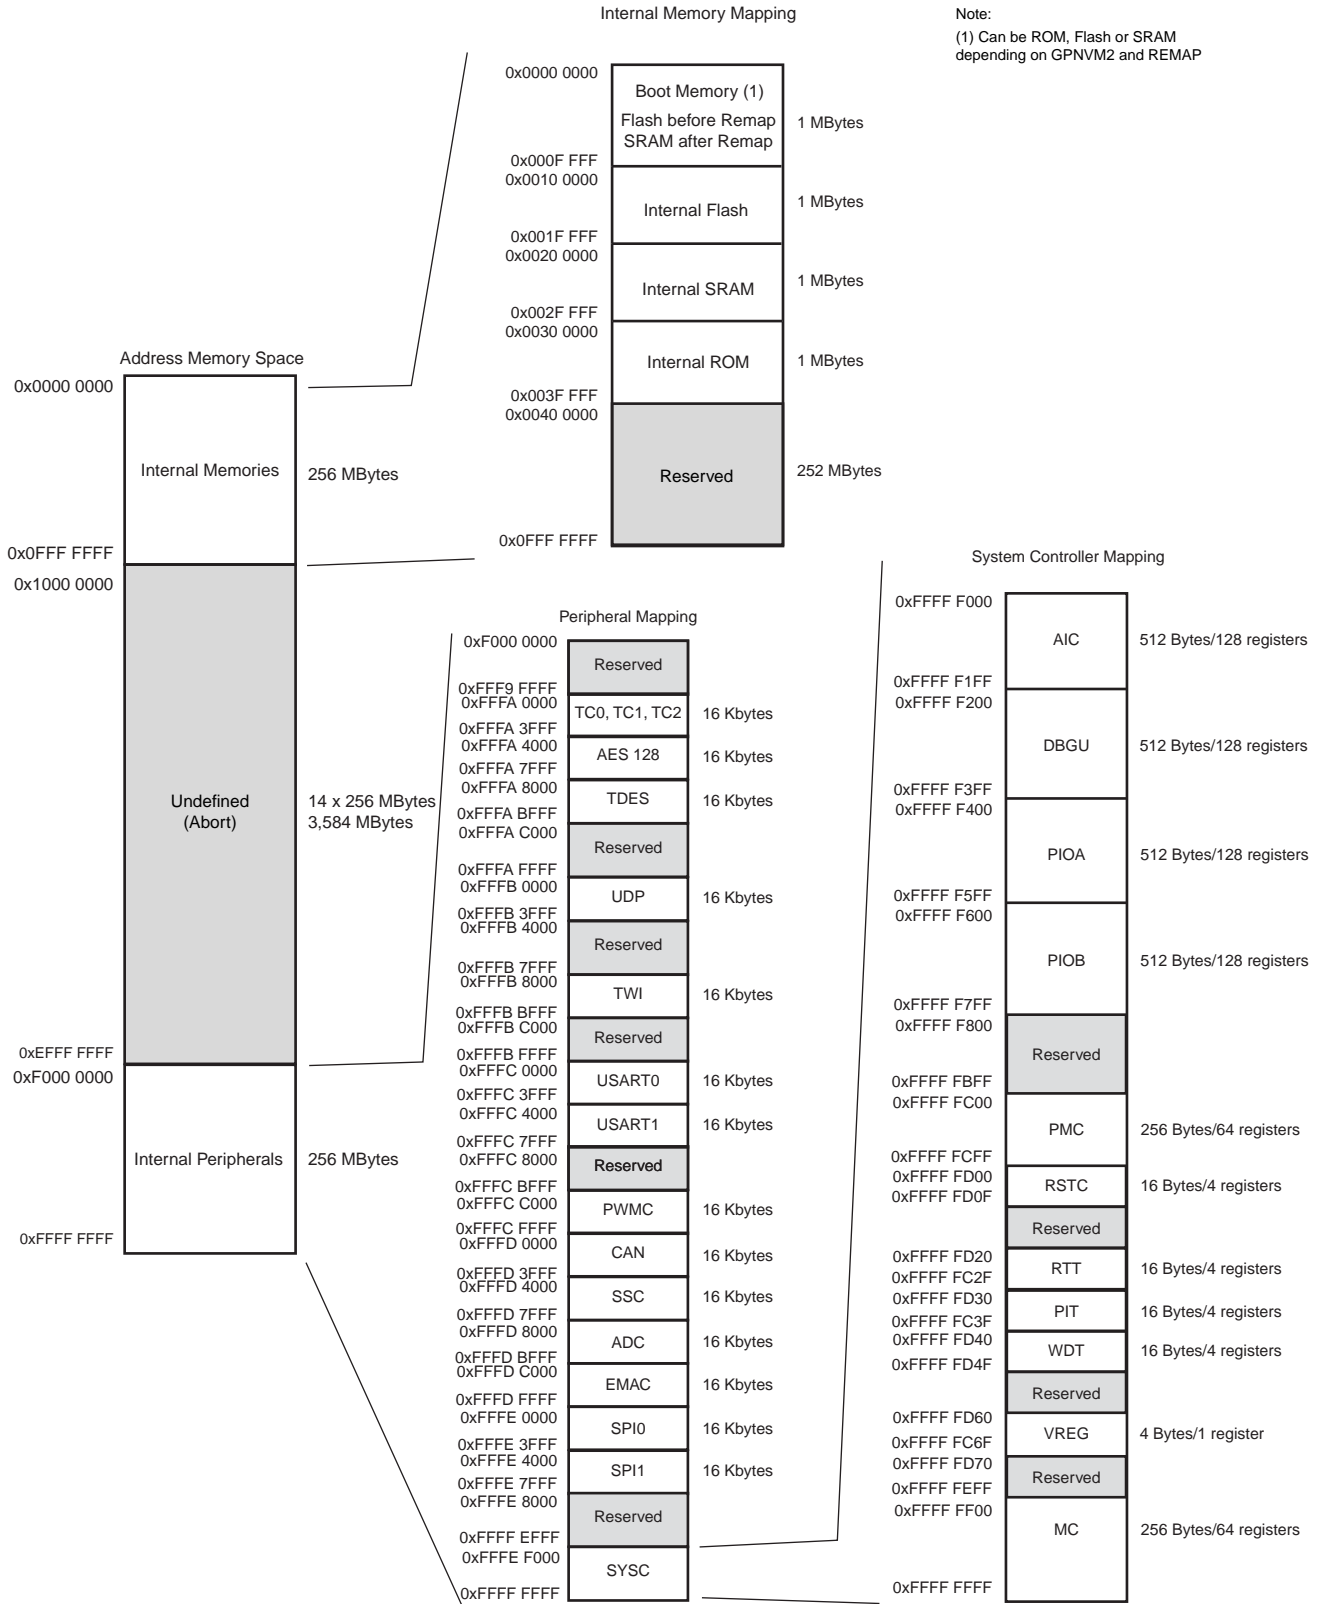 Internal Memory Mapping
Note:
(1) Can be ROM, Flash or SRAM
depending on GPNVM2 and REMAP
0x0000 0000
Boot Memory (1)
Flash before Remap
SRAM after Remap
1 MBytes
0x000F FFF
0x0010 0000
Internal Flash
1 MBytes
0x001F FFF
0x0020 0000
Internal SRAM
1 MBytes
0x002F FFF
0x0030 0000
Internal ROM
1 MBytes
0x003F FFF
0x0040 0000
Reserved
252 MBytes
0x0FFF FFFF
Address Memory Space
0x0000 0000
Internal Memories
256 MBytes
0x0FFF FFFF
0x1000 0000
Undefined
(Abort)
14 x 256 MBytes
3,584 MBytes
0xEFFF FFFF
0xF000 0000
Internal Peripherals
256 MBytes
0xFFFF FFFF
Peripheral Mapping
0xF000 0000
Reserved
0xFFF9 FFFF
0xFFFA 0000
TC0, TC1, TC2
16 Kbytes
0xFFFA 3FFF
0xFFFA 4000
AES 128
16 Kbytes
0xFFFA 7FFF
0xFFFA 8000
TDES
16 Kbytes
0xFFFA BFFF
0xFFFA C000
Reserved
0xFFFA FFFF
0xFFFB 0000
UDP
16 Kbytes
0xFFFB 3FFF
0xFFFB 4000
Reserved
0xFFFB 7FFF
0xFFFB 8000
TWI
16 Kbytes
0xFFFB BFFF
0xFFFB C000
Reserved
0xFFFB FFFF
0xFFFC 0000
USART0
16 Kbytes
0xFFFC 3FFF
0xFFFC 4000
USART1
16 Kbytes
0xFFFC 7FFF
0xFFFC 8000
Reserved
0xFFFC BFFF
0xFFFC C000
PWMC
16 Kbytes
0xFFFC FFFF
0xFFFD 0000
CAN
16 Kbytes
0xFFFD 3FFF
0xFFFD 4000
SSC
16 Kbytes
0xFFFD 7FFF
0xFFFD 8000
ADC
16 Kbytes
0xFFFD BFFF
0xFFFD C000
EMAC
16 Kbytes
0xFFFD FFFF
0xFFFE 0000
SPI0
16 Kbytes
0xFFFE 3FFF
0xFFFE 4000
SPI1
16 Kbytes
0xFFFE 7FFF
0xFFFE 8000
Reserved
0xFFFF EFFF
0xFFFE F000
SYSC
0xFFFF FFFF
System Controller Mapping
0xFFFF F000
AIC
512 Bytes/128 registers
0xFFFF F1FF
0xFFFF F200
DBGU
512 Bytes/128 registers
0xFFFF F3FF
0xFFFF F400
PIOA
512 Bytes/128 registers
0xFFFF F5FF
0xFFFF F600
PIOB
512 Bytes/128 registers
0xFFFF F7FF
0xFFFF F800
Reserved
0xFFFF FBFF
0xFFFF FC00
PMC
256 Bytes/64 registers
0xFFFF FCFF
0xFFFF FD00
RSTC
16 Bytes/4 registers
0xFFFF FD0F
Reserved
0xFFFF FD20
RTT
16 Bytes/4 registers
0xFFFF FC2F
0xFFFF FD30
PIT
16 Bytes/4 registers
0xFFFF FC3F
0xFFFF FD40
WDT
16 Bytes/4 registers
0xFFFF FD4F
Reserved
0xFFFF FD60
VREG
4 Bytes/1 register
0xFFFF FC6F
0xFFFF FD70
Reserved
0xFFFF FEFF
0xFFFF FF00
MC
256 Bytes/64 registers
0xFFFF FFFF